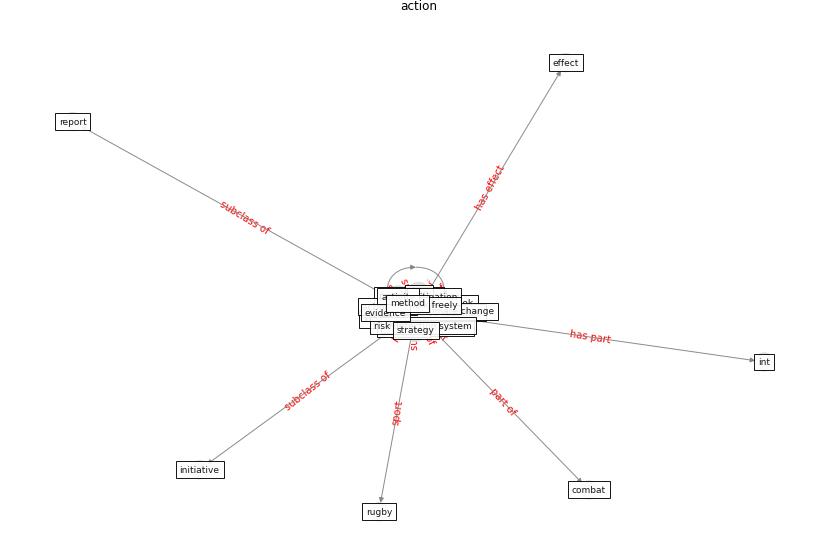 action
effect
report
has effect
subclass of
method
freely
change
evidence
risk
system
strategy
has part
int
subclass of
sport
part of
initiative
combat
rugby